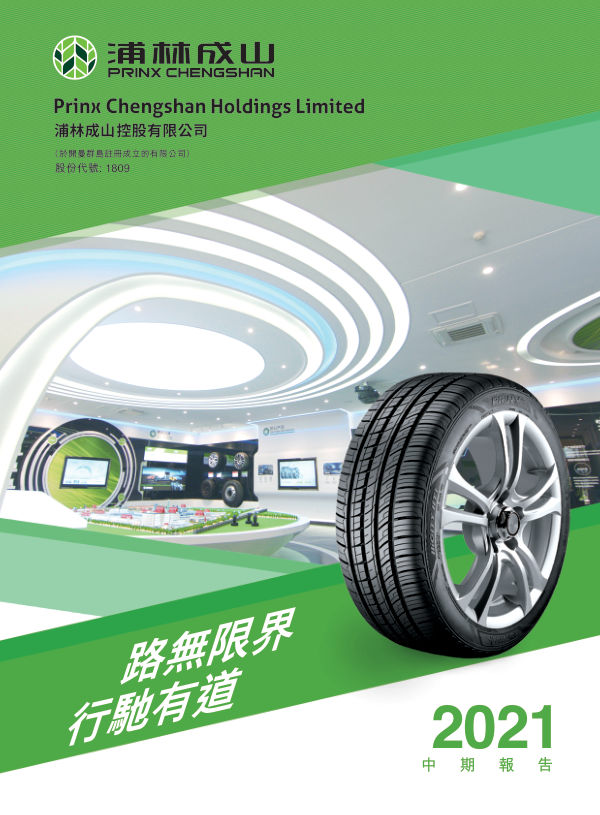 浦林成山
PRINX CHENGSHAN
Prinx Chengshan Holdings Limited
浦林成山控股有限公司
（於開曼群島註冊成立的有限公司）
股份代號: 1809
路無限界
行馳有道
2021
中期報告